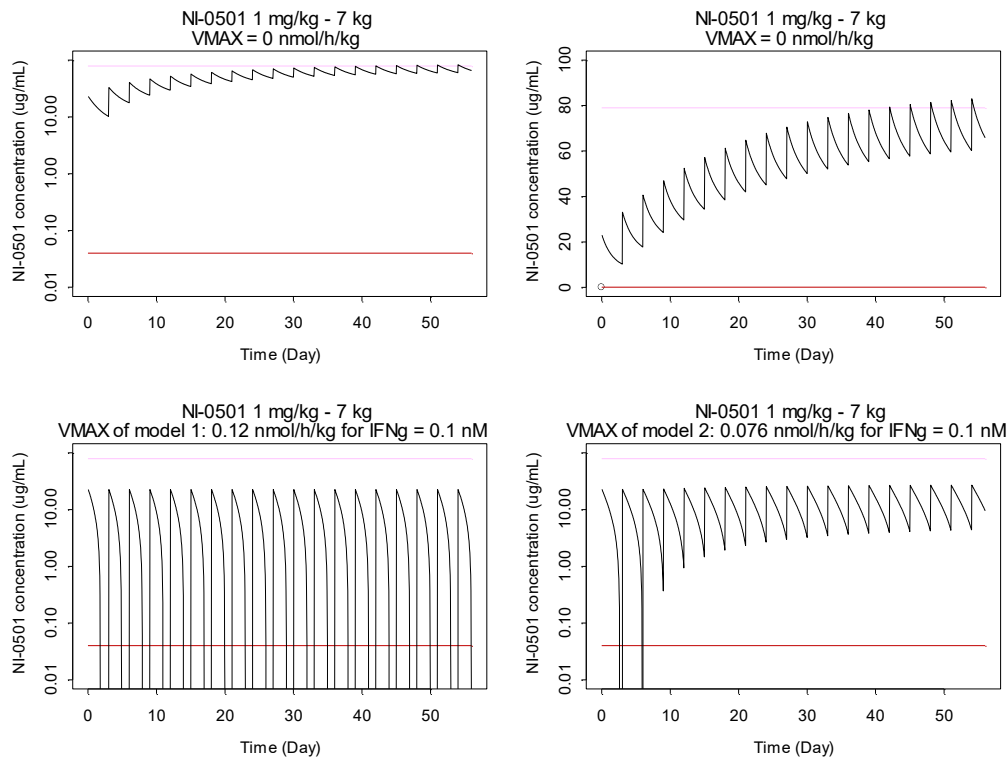 NI-0501 1 mg/kg - 7 kg
VMAX = 0 nmol/h/kg
NI-0501 concentration (ug/mL)
10.00
1.00
0.10
0.01
0 10 20 30 40 50
Time (Day)
NI-0501 1 mg/kg - 7 kg
VMAX = 0 nmol/h/kg
NI-0501 concentration (ug/mL)
100
80
60
40
20
0
0 10 20 30 40 50
Time (Day)
NI-0501 1 mg/kg - 7 kg
VMAX of model 1: 0.12 nmol/h/kg for IFNg = 0.1 nM
NI-0501 concentration (ug/mL)
10.00
1.00
0.10
0.01
0 10 20 30 40 50
Time (Day)
NI-0501 1 mg/kg - 7 kg
VMAX of model 2: 0.076 nmol/h/kg for IFNg = 0.1 nM
NI-0501 concentration (ug/mL)
10.00
1.00
0.10
0.01
0 10 20 30 40 50
Time (Day)